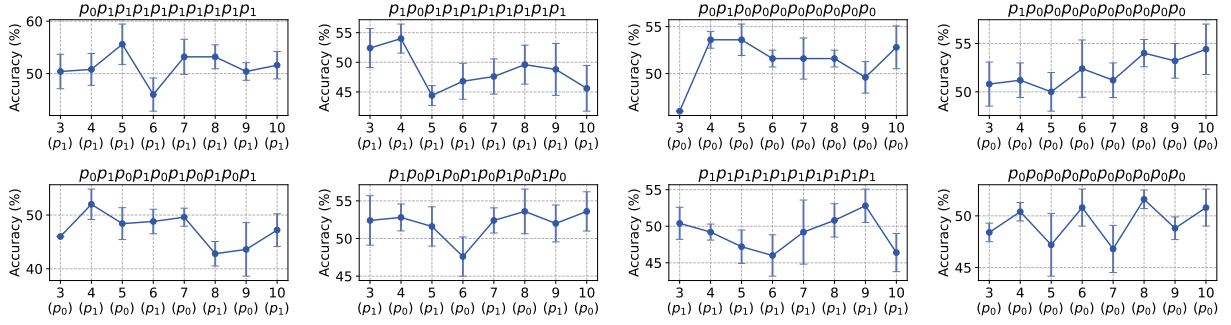 p₀p₁p₁p₁p₁p₁p₁p₁p₁p₁
Accuracy (%)
60
50
3 4 5 6 7 8 9 10
(p₁) (p₁) (p₁) (p₁) (p₁) (p₁) (p₁) (p₁)
p₁p₀p₁p₁p₁p₁p₁p₁p₁p₁
Accuracy (%)
55
50
45
3 4 5 6 7 8 9 10
(p₁) (p₁) (p₁) (p₁) (p₁) (p₁) (p₁) (p₁)
p₀p₁p₀p₀p₀p₀p₀p₀p₀p₀
Accuracy (%)
55
50
3 4 5 6 7 8 9 10
(p₀) (p₀) (p₀) (p₀) (p₀) (p₀) (p₀) (p₀)
p₁p₀p₀p₀p₀p₀p₀p₀p₀p₀
Accuracy (%)
55
50
3 4 5 6 7 8 9 10
(p₀) (p₀) (p₀) (p₀) (p₀) (p₀) (p₀) (p₀)
p₀p₁p₀p₁p₀p₁p₀p₁p₀p₁
Accuracy (%)
50
40
3 4 5 6 7 8 9 10
(p₀) (p₁) (p₀) (p₁) (p₀) (p₁) (p₀) (p₁)
p₁p₀p₁p₀p₁p₀p₁p₀p₁p₀
Accuracy (%)
55
50
45
3 4 5 6 7 8 9 10
(p₁) (p₀) (p₁) (p₀) (p₁) (p₀) (p₁) (p₀)
p₁p₁p₁p₁p₁p₁p₁p₁p₁p₁
Accuracy (%)
55
50
45
3 4 5 6 7 8 9 10
(p₁) (p₁) (p₁) (p₁) (p₁) (p₁) (p₁) (p₁)
p₀p₀p₀p₀p₀p₀p₀p₀p₀p₀
Accuracy (%)
50
45
3 4 5 6 7 8 9 10
(p₀) (p₀) (p₀) (p₀) (p₀) (p₀) (p₀) (p₀)